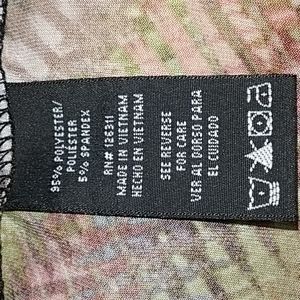 95% POLYESTER/
POLIESTER
5% SPANDEX
RN# 126311
MADE IN VIETNAM
HECHO EN VIETNAM
SEE REVERSE
FOR CARE
VER AL DORSO PARA
EL CUIDADO